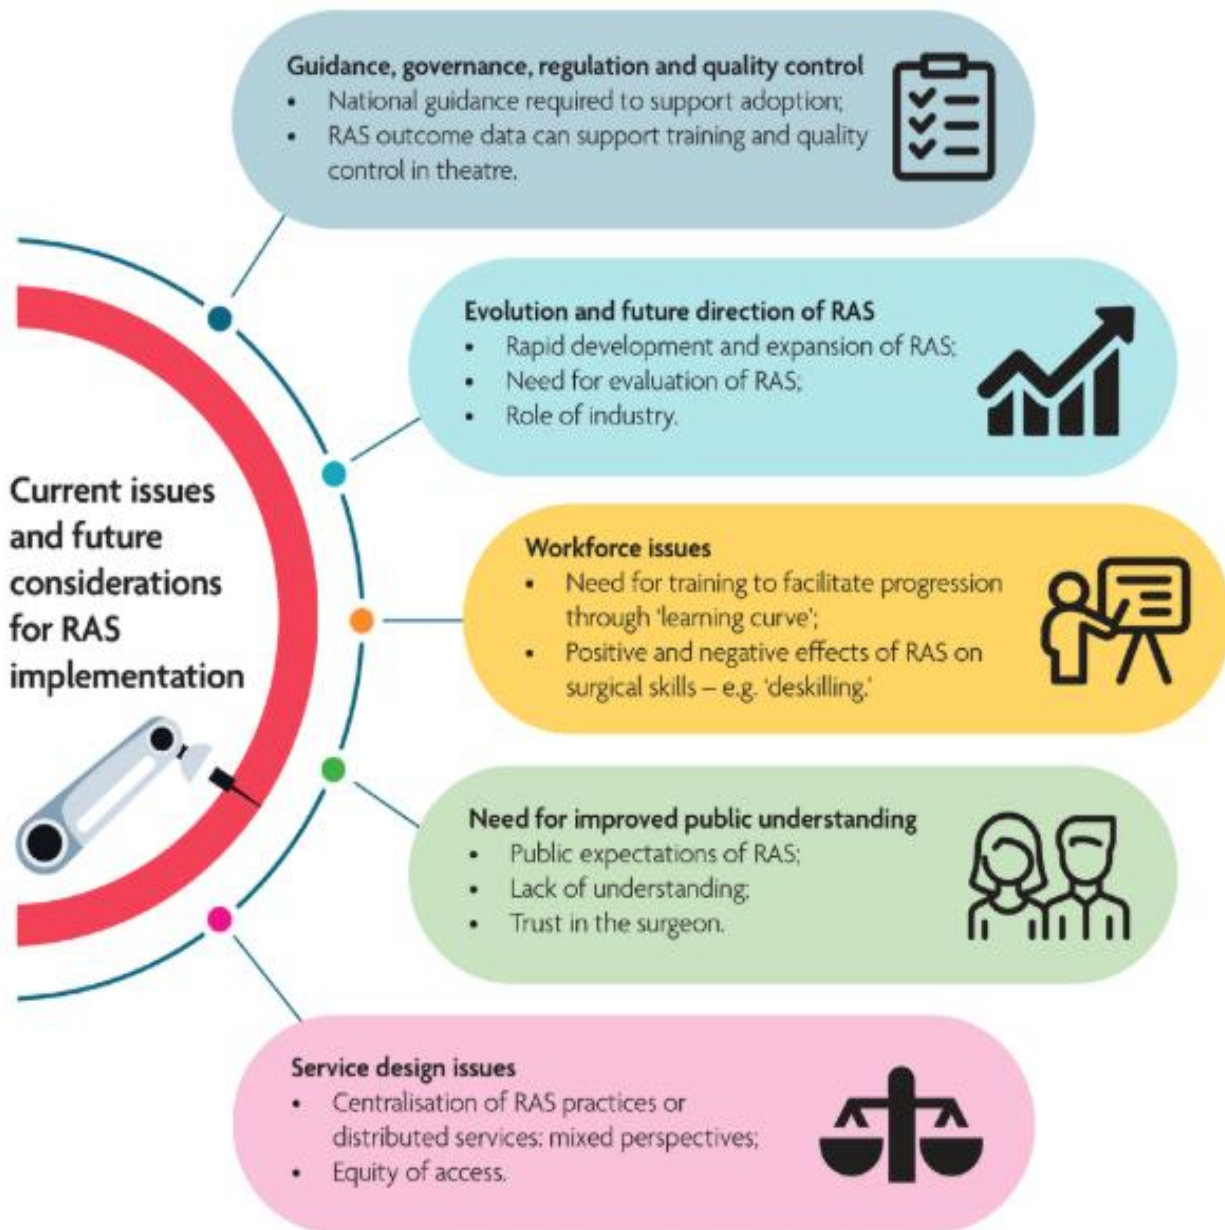 Guidance, governance, regulation and quality control
• National guidance required to support adoption;
• RAS outcome data can support training and quality
control in theatre.
Evolution and future direction of RAS
• Rapid development and expansion of RAS;
• Need for evaluation of RAS;
• Role of industry.
Current issues
and future
considerations
for RAS
implementation
Workforce issues
• Need for training to facilitate progression
through ‘learning curve’;
• Positive and negative effects of RAS on
surgical skills – e.g. ‘deskilling.’
Need for improved public understanding
• Public expectations of RAS;
• Lack of understanding;
• Trust in the surgeon.
Service design issues
• Centralisation of RAS practices or
distributed services: mixed perspectives;
• Equity of access.